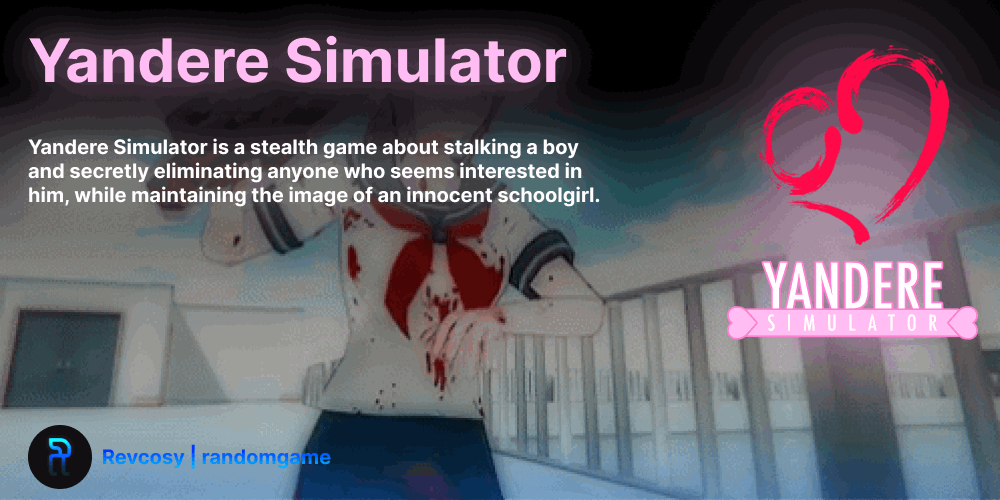 Yandere Simulator
Yandere Simulator is a stealth game about stalking a boy
and secretly eliminating anyone who seems interested in
him, while maintaining the image of an innocent schoolgirl.
YANDERE
SIMULATOR
Revcosy | randomgame